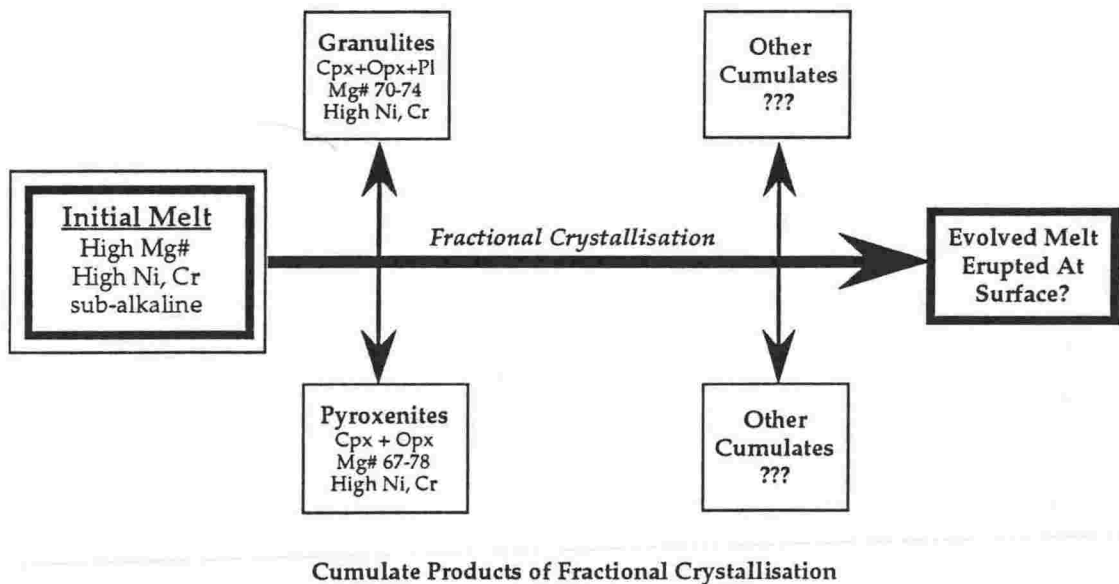 Granulites
Cpx+Opx+Pl
Mg# 70-74
High Ni, Cr
Other
Cumulates
???
Initial Melt
High Mg#
High Ni, Cr
sub-alkaline
Fractional Crystallisation
Evolved Melt
Erupted At
Surface?
Pyroxenites
Cpx + Opx
Mg# 67-78
High Ni, Cr
Other
Cumulates
???
Cumulate Products of Fractional Crystallisation